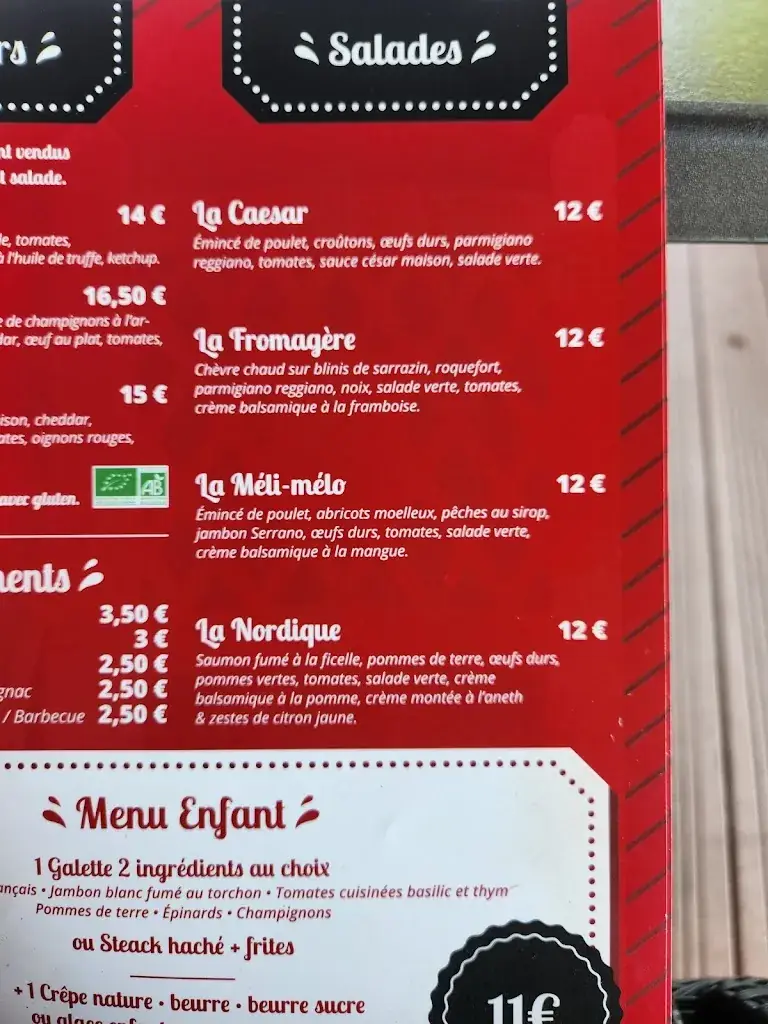 rs
nt vendus
t salade.
14 €
le, tomates,
à l'huile de truffe, ketchup.
16,50 €
e de champignons à l'ar-
dar, œuf au plat, tomates,
15 €
ison, cheddar,
ates, oignons rouges,
avec gluten.
AB
ments
3,50 €
3 €
2,50 €
gnac 2,50 €
/ Barbecue 2,50 €
Salades
La Caesar 12 €
Émincé de poulet, croûtons, œufs durs, parmigiano
reggiano, tomates, sauce césar maison, salade verte.
La Fromagère 12 €
Chèvre chaud sur blinis de sarrazin, roquefort,
parmigiano reggiano, noix, salade verte, tomates,
crème balsamique à la framboise.
La Méli-mélo 12 €
Émincé de poulet, abricots moelleux, pêches au sirop,
jambon Serrano, œufs durs, tomates, salade verte,
crème balsamique à la mangue.
La Nordique 12 €
Saumon fumé à la ficelle, pommes de terre, œufs durs,
pommes vertes, tomates, salade verte, crème
balsamique à la pomme, crème montée à l'aneth
& zestes de citron jaune.
Menu Enfant
1 Galette 2 ingrédients au choix
ançais • Jambon blanc fumé au torchon • Tomates cuisinées basilic et thym
Pommes de terre • Épinards • Champignons
ou Steack haché + frites
+ 1 Crêpe nature • beurre • beurre sucre
ou glace
11€